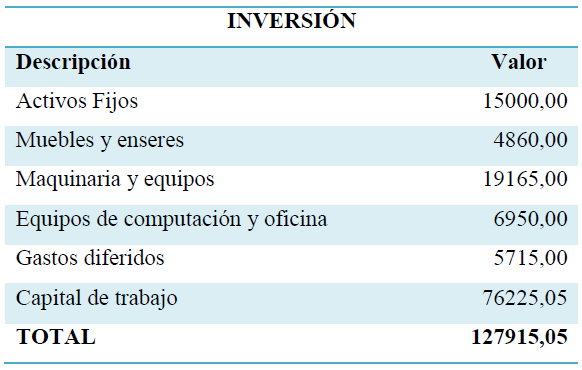 INVERSIÓN
Descripción Valor
Activos Fijos 15000,00
Muebles y enseres 4860,00
Maquinaria y equipos 19165,00
Equipos de computación y oficina 6950,00
Gastos diferidos 5715,00
Capital de trabajo 76225,05
TOTAL 127915,05